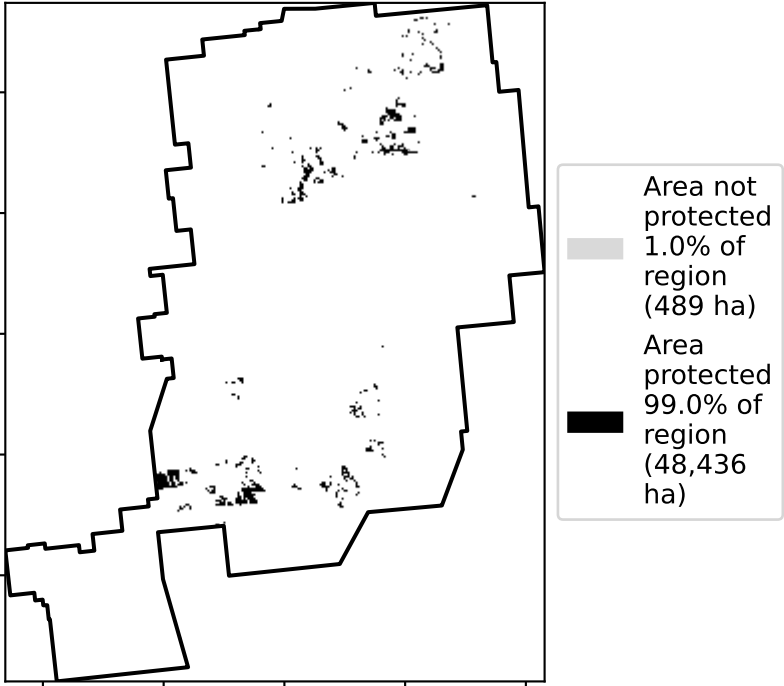 Area not
protected
1.0% of
region
(489 ha)
Area
protected
99.0% of
region
(48,436
ha)